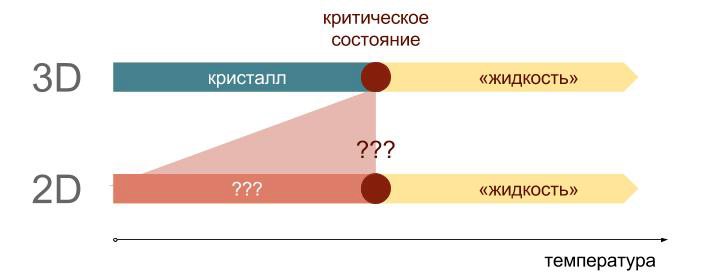 критическое
состояние
3D кристалл «жидкость»
???
2D ??? «жидкость»
температура